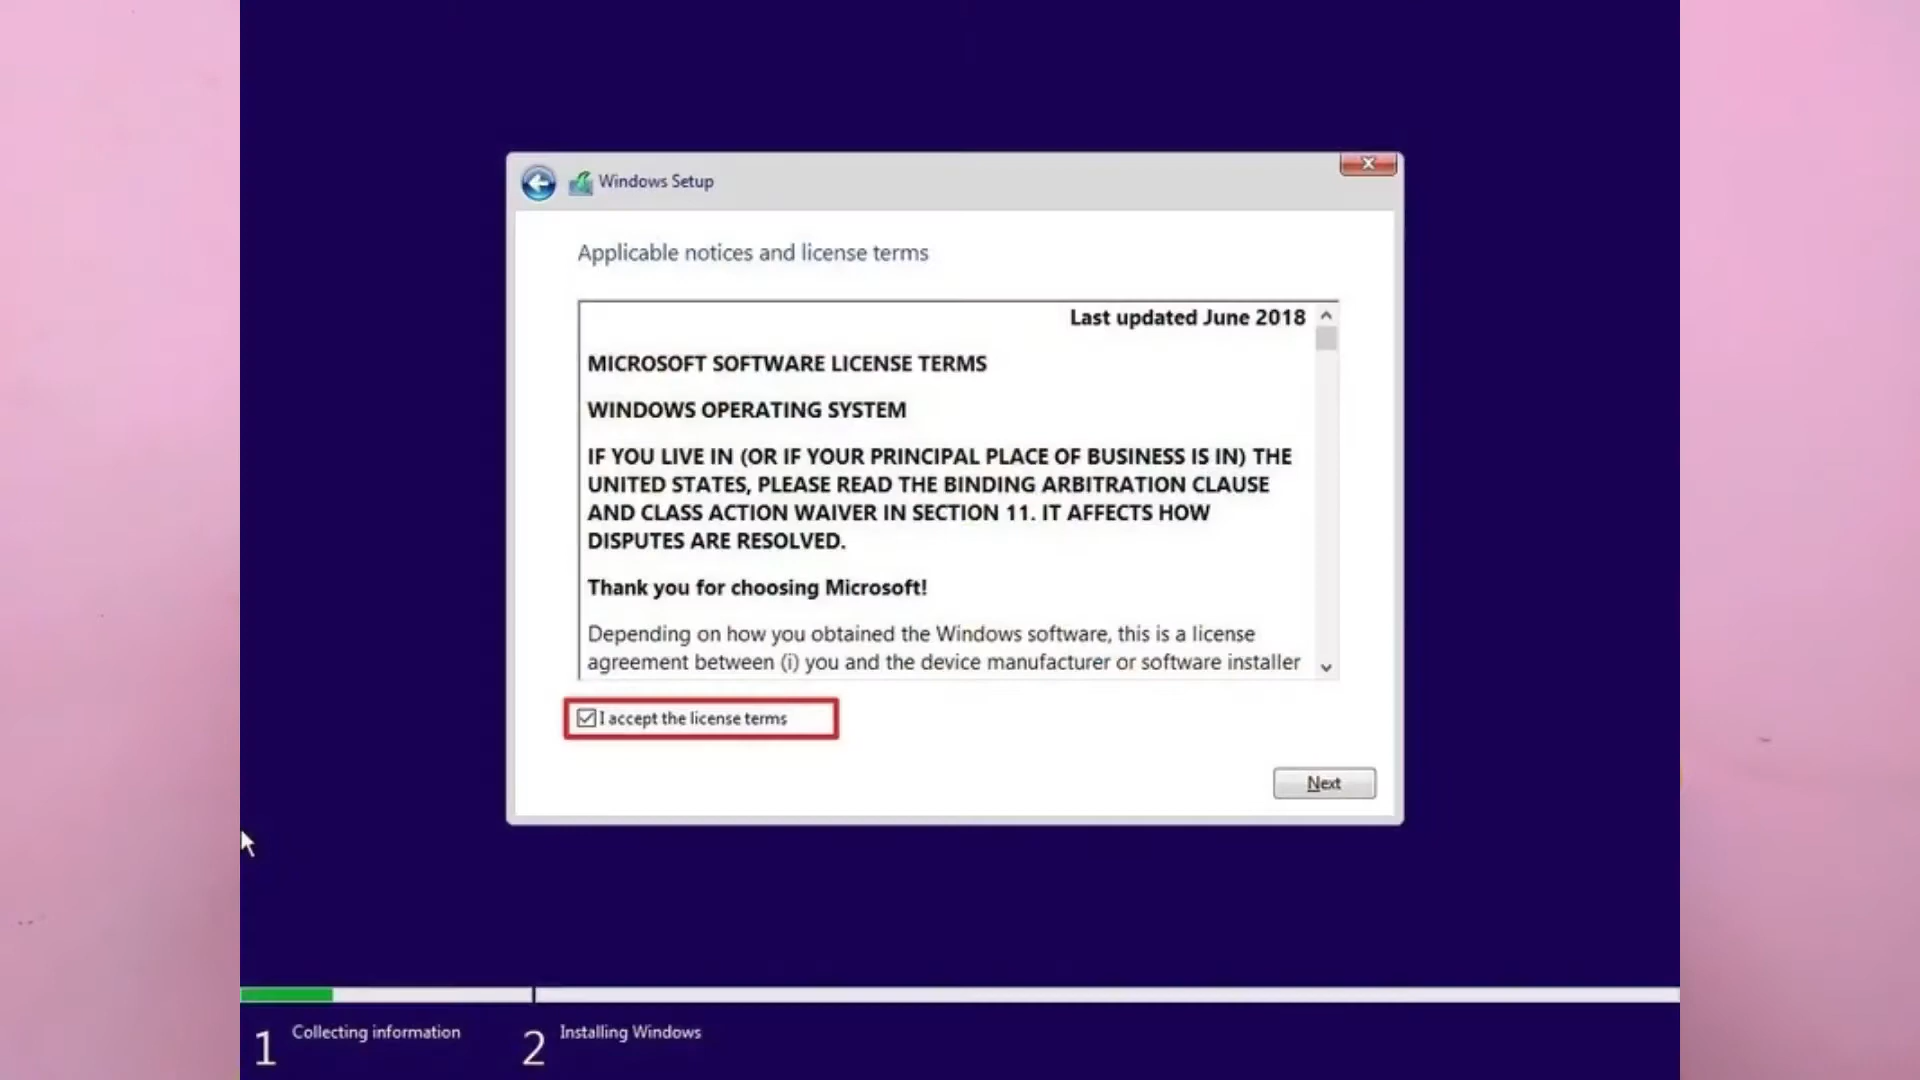 Windows Setup
Applicable notices and license terms
Last updated June 2018
MICROSOFT SOFTWARE LICENSE TERMS
WINDOWS OPERATING SYSTEM
IF YOU LIVE IN (OR IF YOUR PRINCIPAL PLACE OF BUSINESS IS IN) THE
UNITED STATES, PLEASE READ THE BINDING ARBITRATION CLAUSE
AND CLASS ACTION WAIVER IN SECTION 11. IT AFFECTS HOW
DISPUTES ARE RESOLVED.
Thank you for choosing Microsoft!
Depending on how you obtained the Windows software, this is a license
agreement between (i) you and the device manufacturer or software installer
I accept the license terms
Next
1 Collecting information
2 Installing Windows